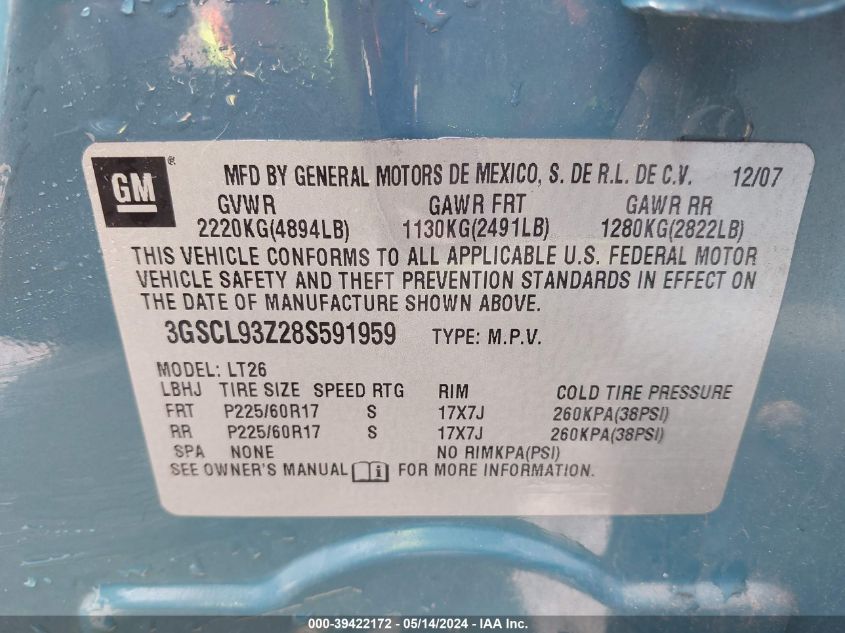 GM ® MFD BY GENERAL MOTORS DE MEXICO, S. DE R.L. DE C.V. 12/07
GVWR GAWR FRT GAWR RR
2220KG(4894LB) 1130KG(2491LB) 1280KG(2822LB)
THIS VEHICLE CONFORMS TO ALL APPLICABLE U.S. FEDERAL MOTOR
VEHICLE SAFETY AND THEFT PREVENTION STANDARDS IN EFFECT ON
THE DATE OF MANUFACTURE SHOWN ABOVE.
3GSCL93Z28S591959 TYPE: M.P.V.
MODEL: LT26
LBHJ TIRE SIZE SPEED RTG RIM COLD TIRE PRESSURE
FRT P225/60R17 S 17X7J 260KPA(38PSI)
RR P225/60R17 S 17X7J 260KPA(38PSI)
SPA NONE NO RIMKPA(PSI)
SEE OWNER'S MANUAL i FOR MORE INFORMATION.
000-39422172 - 05/14/2024 - IAA Inc.